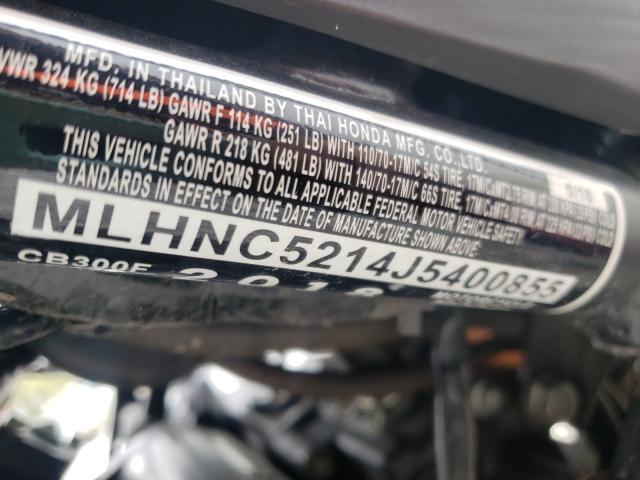 MFD. IN THAILAND BY THAI HONDA MFG. CO., LTD.
VWR 324 KG (714 LB) GAWR F 114 KG (251 LB) WITH 110/70-17M/C 54S TIRE,
GAWR R 218 KG (481 LB) WITH 140/70-17M/C 66S TIRE,
THIS VEHICLE CONFORMS TO ALL APPLICABLE FEDERAL MOTOR VEHICLE SAFETY
STANDARDS IN EFFECT ON THE DATE OF MANUFACTURE SHOWN ABOVE.
MLHNC5214J5400855
CB300F 2018 MOTORCYCLE